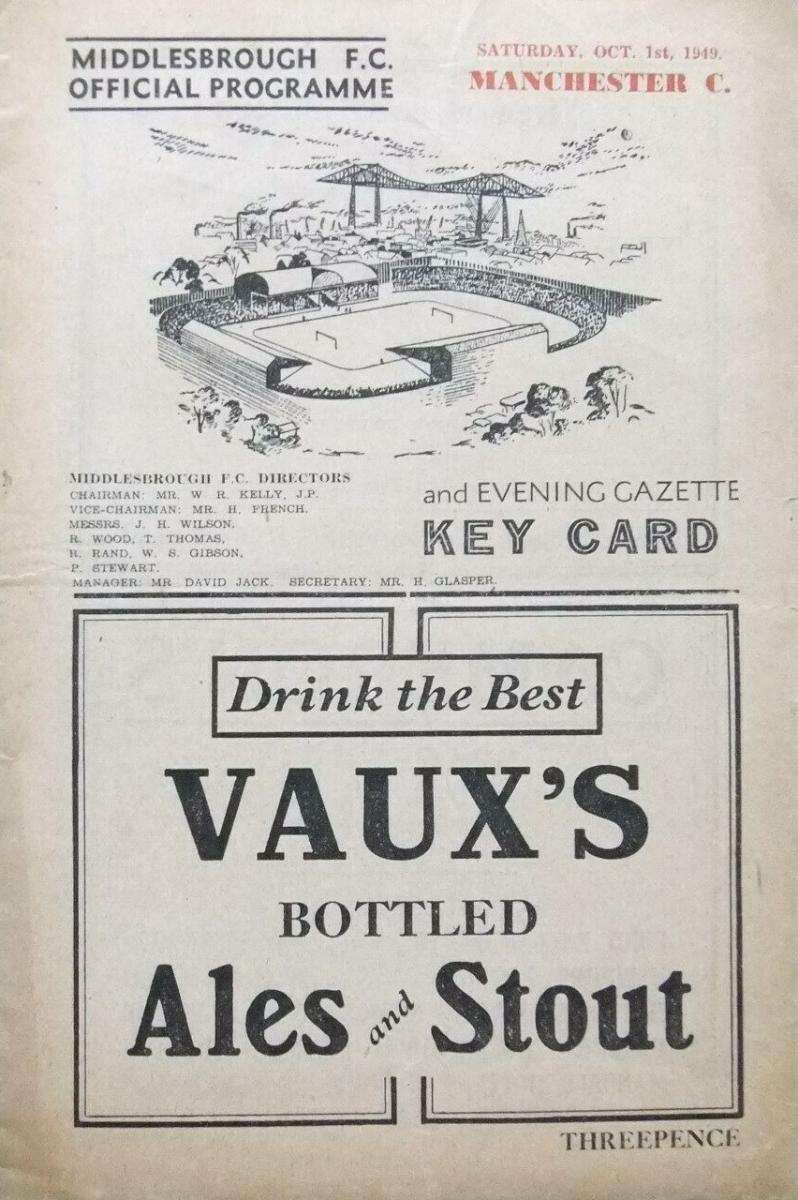 MIDDLESBROUGH F.C.
OFFICIAL PROGRAMME
SATURDAY, OCT. 1st, 1949.
MANCHESTER C.
MIDDLESBROUGH F.C. DIRECTORS
CHAIRMAN: MR. W. R. KELLY, J.P.
VICE-CHAIRMAN: MR. H. FRENCH.
MESSRS. J. H. WILSON,
R. WOOD, T. THOMAS,
R. RAND, W. S. GIBSON,
P. STEWART.
MANAGER: MR DAVID JACK. SECRETARY: MR. H. GLASPER.
and EVENING GAZETTE
KEY CARD
Drink the Best
VAUX'S
BOTTLED
Ales and Stout
THREEPENCE